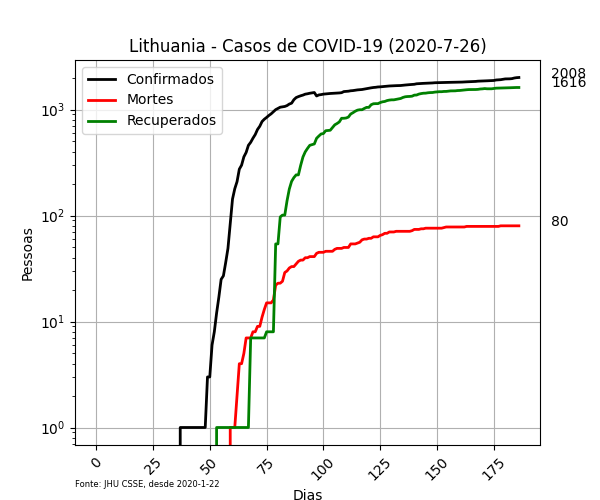 Lithuania - Casos de COVID-19 (2020-7-26)
Confirmados
Mortes
Recuperados
2008
1616
80
10³
10²
10¹
10⁰
Pessoas
0
25
50
75
100
125
150
175
Dias
Fonte: JHU CSSE, desde 2020-1-22